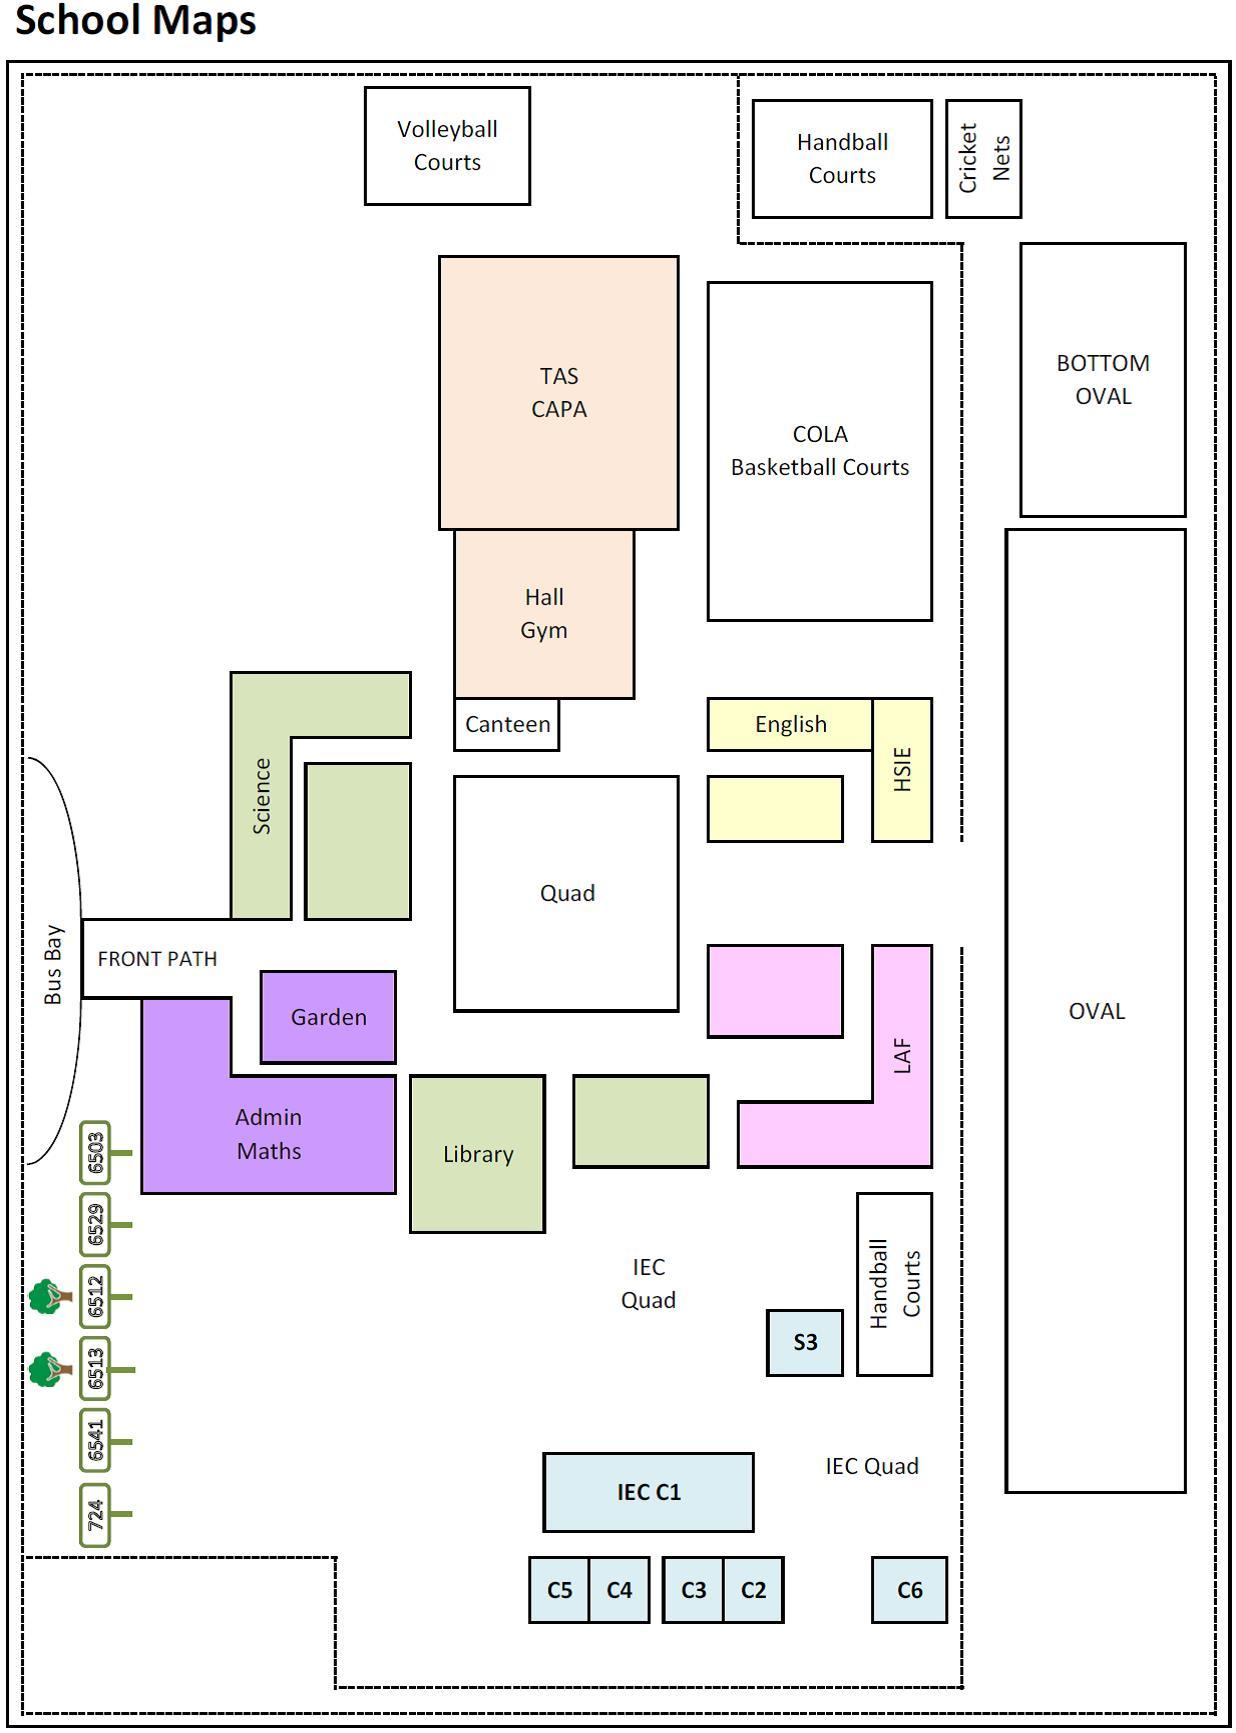 School Maps
Volleyball
Courts
Handball
Courts
Cricket
Nets
TAS
CAPA
COLA
Basketball Courts
BOTTOM
OVAL
Hall
Gym
Canteen
English
HSIE
Science
Quad
Bus Bay
FRONT PATH
Garden
LAF
OVAL
Admin
Maths
Library
6503
6529
6512
6513
6541
724
IEC
Quad
Handball
Courts
S3
IEC Quad
IEC C1
C5
C4
C3
C2
C6